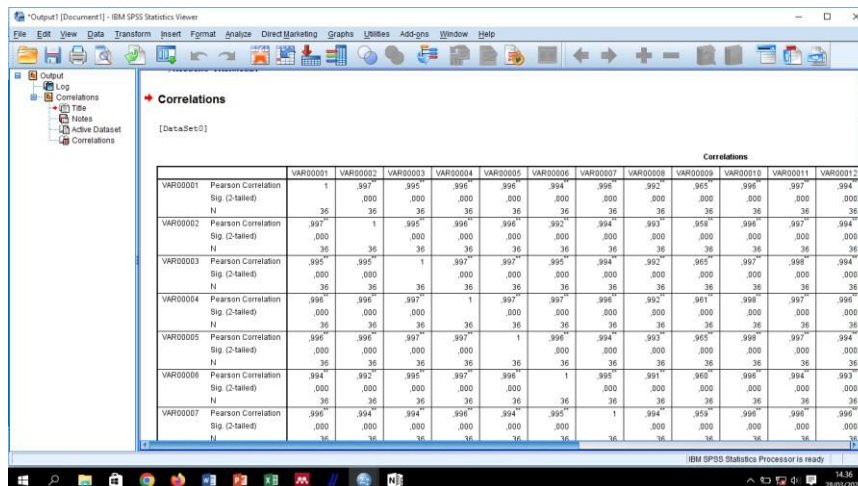 *Output1 [Document1] - IBM SPSS Statistics Viewer
File Edit View Data Transform Insert Format Analyze Direct Marketing Graphs Utilities Add-ons Window Help
Output
Log
Correlations
Title
Notes
Active Dataset
Correlations
Correlations
[DataSet0]
Correlations
VAR00001 VAR00002 VAR00003 VAR00004 VAR00005 VAR00006 VAR00007 VAR00008 VAR00009 VAR00010 VAR00011 VAR00012
VAR00001 Pearson Correlation 1 ,997** ,995** ,996** ,996** ,994** ,996** ,992** ,965** ,996** ,997** ,994**
Sig. (2-tailed) ,000 ,000 ,000 ,000 ,000 ,000 ,000 ,000 ,000 ,000 ,000
N 36 36 36 36 36 36 36 36 36 36 36 36
VAR00002 Pearson Correlation ,997** 1 ,995** ,996** ,996** ,992** ,994** ,993** ,958** ,996** ,997** ,994**
Sig. (2-tailed) ,000 ,000 ,000 ,000 ,000 ,000 ,000 ,000 ,000 ,000 ,000
N 36 36 36 36 36 36 36 36 36 36 36 36
VAR00003 Pearson Correlation ,995** ,995** 1 ,997** ,997** ,995** ,994** ,992** ,965** ,997** ,998** ,994**
Sig. (2-tailed) ,000 ,000 ,000 ,000 ,000 ,000 ,000 ,000 ,000 ,000 ,000
N 36 36 36 36 36 36 36 36 36 36 36 36
VAR00004 Pearson Correlation ,996** ,996** ,997** 1 ,997** ,997** ,996** ,992** ,961** ,998** ,997** ,996**
Sig. (2-tailed) ,000 ,000 ,000 ,000 ,000 ,000 ,000 ,000 ,000 ,000 ,000
N 36 36 36 36 36 36 36 36 36 36 36 36
VAR00005 Pearson Correlation ,996** ,996** ,997** ,997** 1 ,996** ,994** ,993** ,965** ,998** ,997** ,994**
Sig. (2-tailed) ,000 ,000 ,000 ,000 ,000 ,000 ,000 ,000 ,000 ,000 ,000
N 36 36 36 36 36 36 36 36 36 36 36 36
VAR00006 Pearson Correlation ,994** ,992** ,995** ,997** ,996** 1 ,995** ,991** ,960** ,996** ,994** ,993**
Sig. (2-tailed) ,000 ,000 ,000 ,000 ,000 ,000 ,000 ,000 ,000 ,000 ,000
N 36 36 36 36 36 36 36 36 36 36 36 36
VAR00007 Pearson Correlation ,996** ,994** ,994** ,996** ,994** ,995** 1 ,994** ,959** ,996** ,996** ,996**
Sig. (2-tailed) ,000 ,000 ,000 ,000 ,000 ,000 ,000 ,000 ,000 ,000 ,000
N 36 36 36 36 36 36 36 36 36 36 36 36
IBM SPSS Statistics Processor is ready
14.36